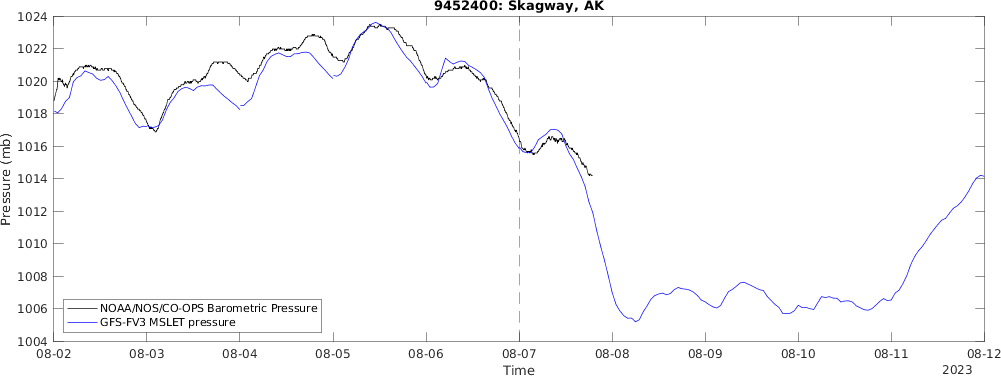 9452400: Skagway, AK
Pressure (mb)
1024
1022
1020
1018
1016
1014
1012
1010
1008
1006
1004
NOAA/NOS/CO-OPS Barometric Pressure
GFS-FV3 MSLET pressure
08-02 08-03 08-04 08-05 08-06 08-07 08-08 08-09 08-10 08-11 08-12
Time
2023